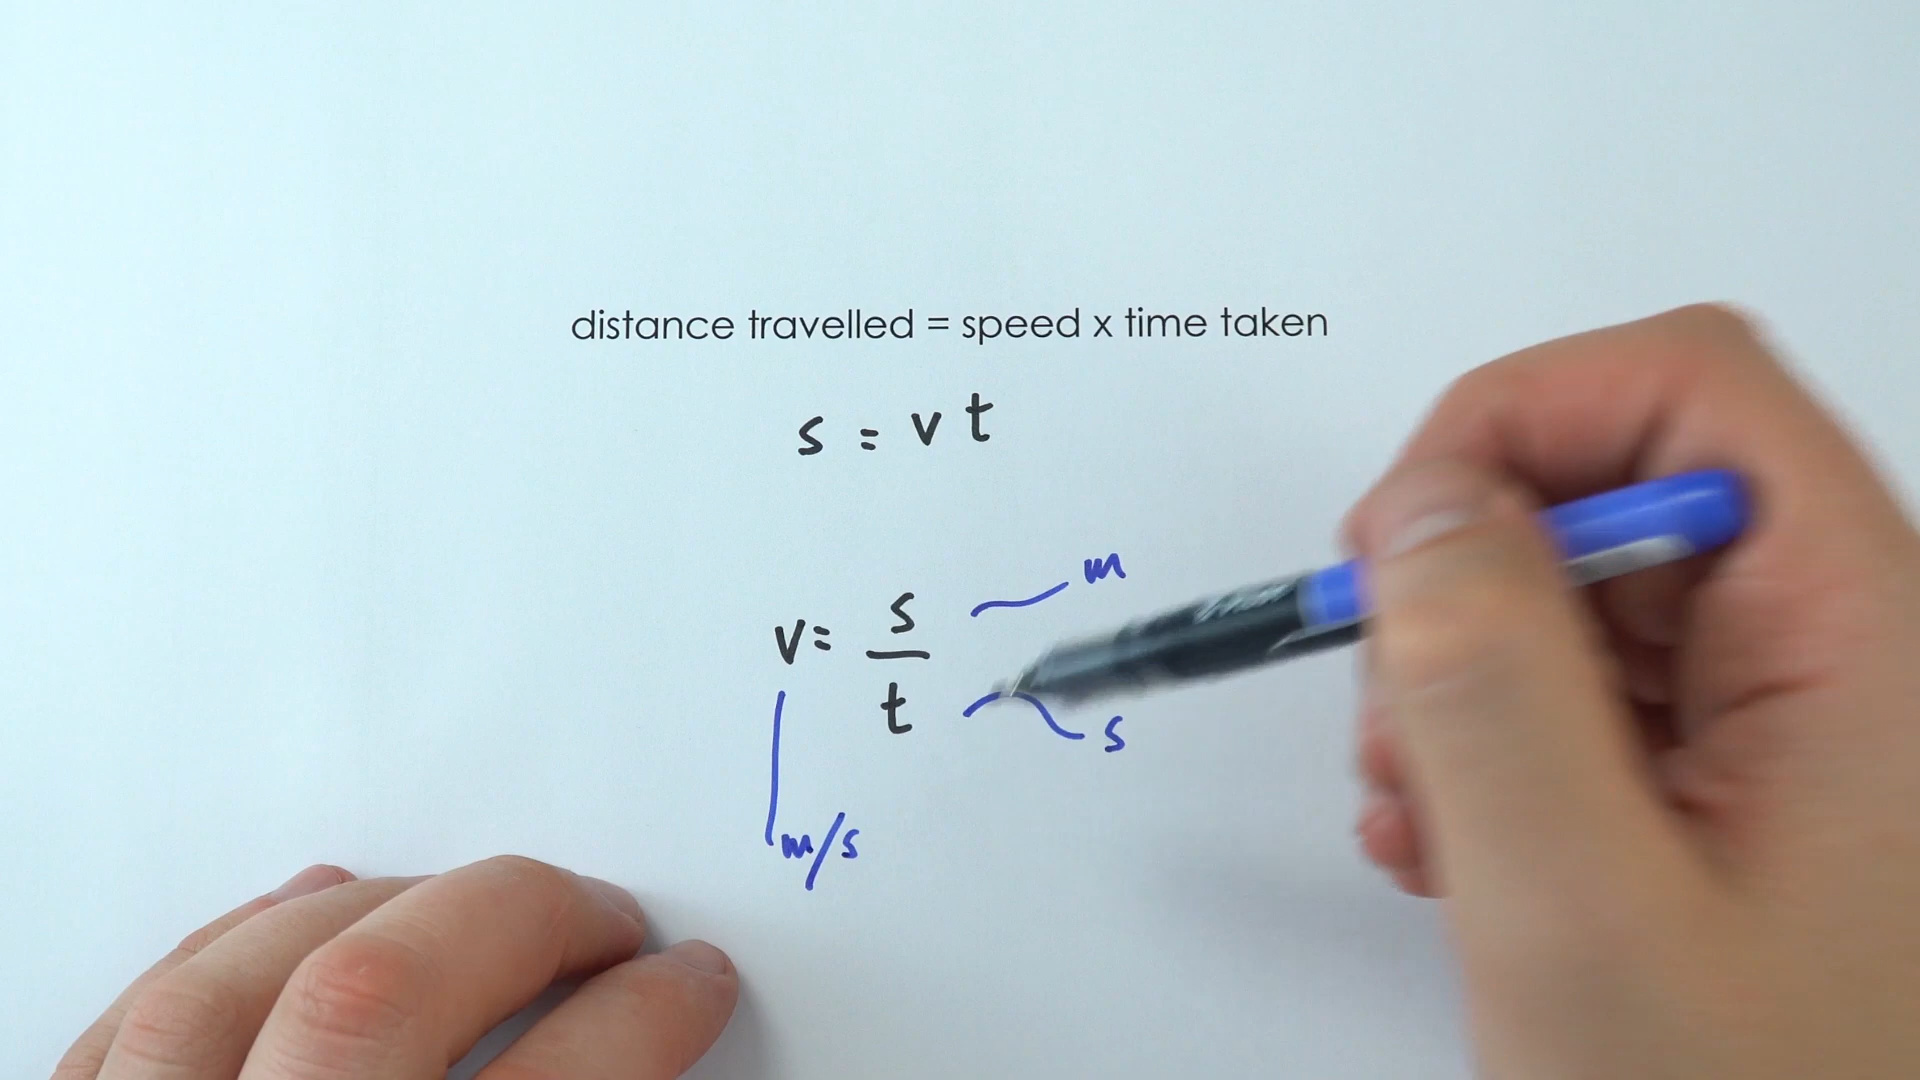 distance travelled = speed x time taken
s = v t
v = s / t
m
s
m/s